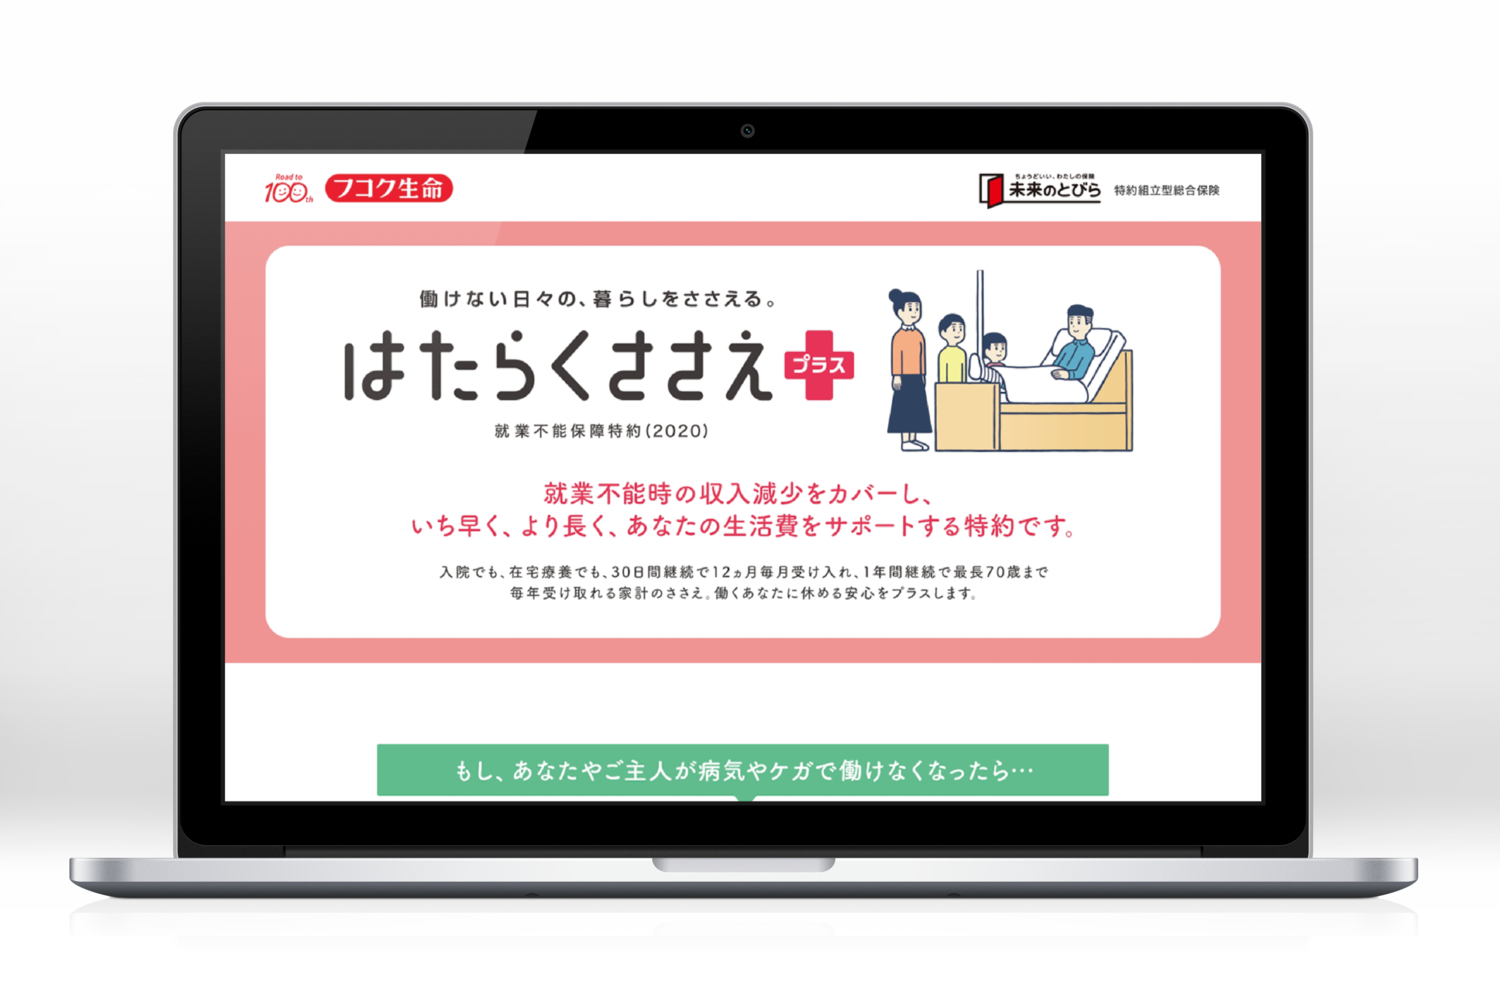 Road to
100th
フコク生命
ちょうどいい、わたしの保険
未来のとびら
特約組立型総合保険
働けない日々の、暮らしをささえる。
はたらくささえ
プラス
就業不能保障特約(2020)
就業不能時の収入減少をカバーし、
いち早く、より長く、あなたの生活費をサポートする特約です。
入院でも、在宅療養でも、30日間継続で12ヵ月毎月受け入れ、1年間継続で最長70歳まで
毎年受け取れる家計のささえ。働くあなたに休める安心をプラスします。
もし、あなたやご主人が病気やケガで働けなくなったら…